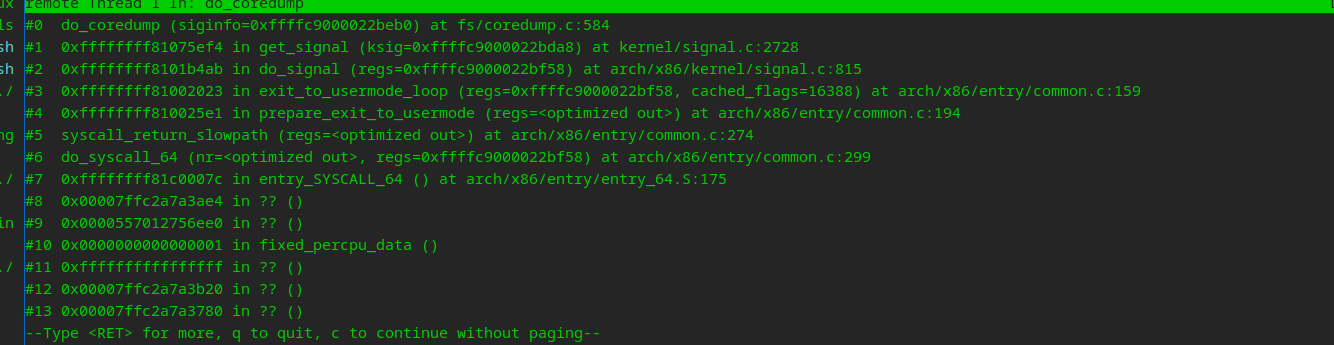 ux remote Thread 1 In: do_coredump
ls #0  do_coredump (siginfo=0xffffc9000022beb0) at fs/coredump.c:584
sh #1  0xffffffff81075ef4 in get_signal (ksig=0xffffc9000022bda8) at kernel/signal.c:2728
sh #2  0xffffffff8101b4ab in do_signal (regs=0xffffc9000022bf58) at arch/x86/kernel/signal.c:815
./ #3  0xffffffff81002023 in exit_to_usermode_loop (regs=0xffffc9000022bf58, cached_flags=16388) at arch/x86/entry/common.c:159
#4  0xffffffff810025e1 in prepare_exit_to_usermode (regs=<optimized out>) at arch/x86/entry/common.c:194
ng #5  syscall_return_slowpath (regs=<optimized out>) at arch/x86/entry/common.c:274
#6  do_syscall_64 (nr=<optimized out>, regs=0xffffc9000022bf58) at arch/x86/entry/common.c:299
./ #7  0xffffffff81c0007c in entry_SYSCALL_64 () at arch/x86/entry/entry_64.S:175
#8  0x00007ffc2a7a3ae4 in ?? ()
in #9  0x0000557012756ee0 in ?? ()
#10 0x0000000000000001 in fixed_percpu_data ()
./ #11 0xffffffffffffffff in ?? ()
#12 0x00007ffc2a7a3b20 in ?? ()
#13 0x00007ffc2a7a3780 in ?? ()
--Type <RET> for more, q to quit, c to continue without paging--